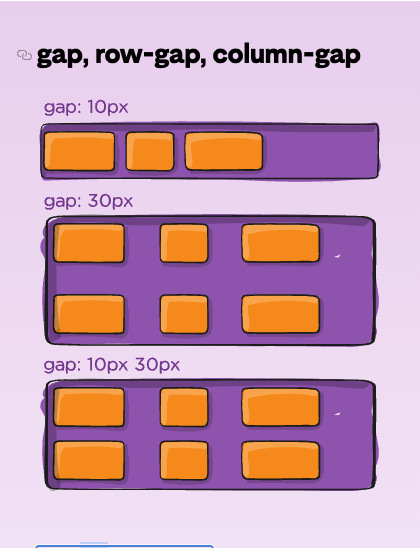 gap, row-gap, column-gap
gap: 10px
gap: 30px
gap: 10px 30px